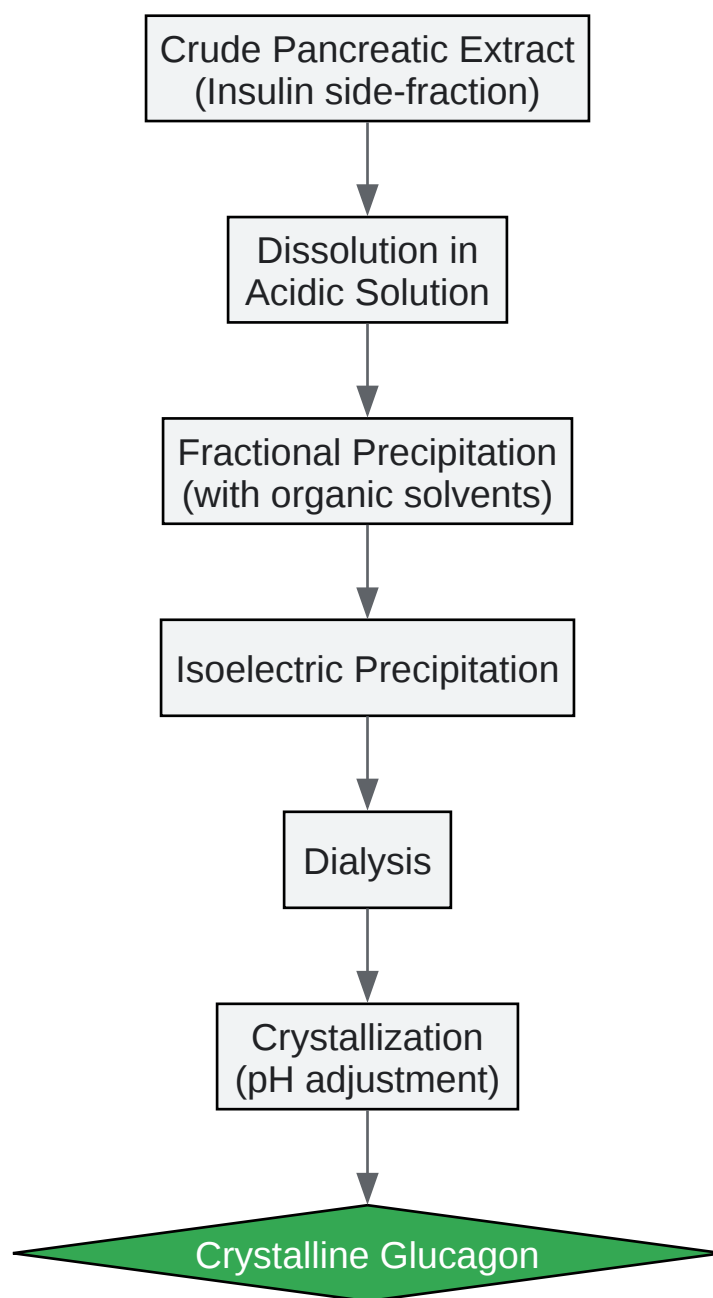 Crude Pancreatic Extract
(Insulin side-fraction)
Dissolution in
Acidic Solution
Fractional Precipitation
(with organic solvents)
Isoelectric Precipitation
Dialysis
Crystallization
(pH adjustment)
Crystalline Glucagon